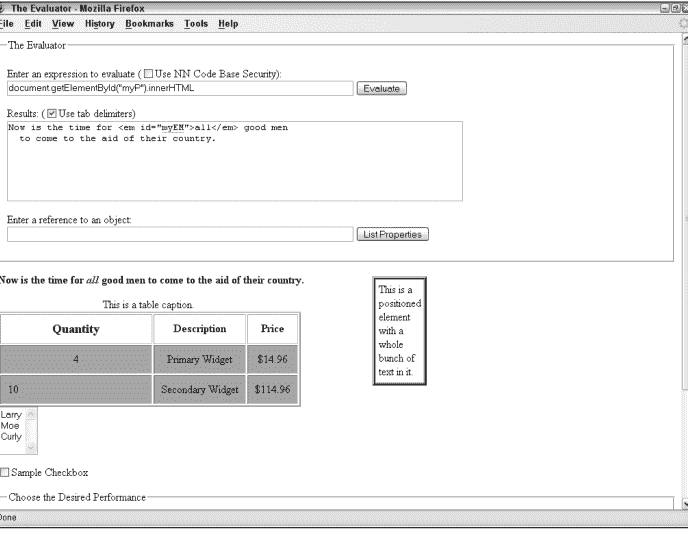 The Evaluator - Mozilla Firefox
File Edit View History Bookmarks Tools Help
The Evaluator
Enter an expression to evaluate ( Use NN Code Base Security):
document.getElementById("myP").innerHTML
Evaluate
Results: ( Use tab delimiters)
Now is the time for <em id="myEM">all</em> good men
to come to the aid of their country.
Enter a reference to an object:
List Properties
Now is the time for all good men to come to the aid of their country.
This is a
positioned
element
with a
whole
bunch of
text in it.
This is a table caption.
Quantity Description Price
4 Primary Widget $14.96
10 Secondary Widget $114.96
Larry
Moe
Curly
Sample Checkbox
Choose the Desired Performance
Done